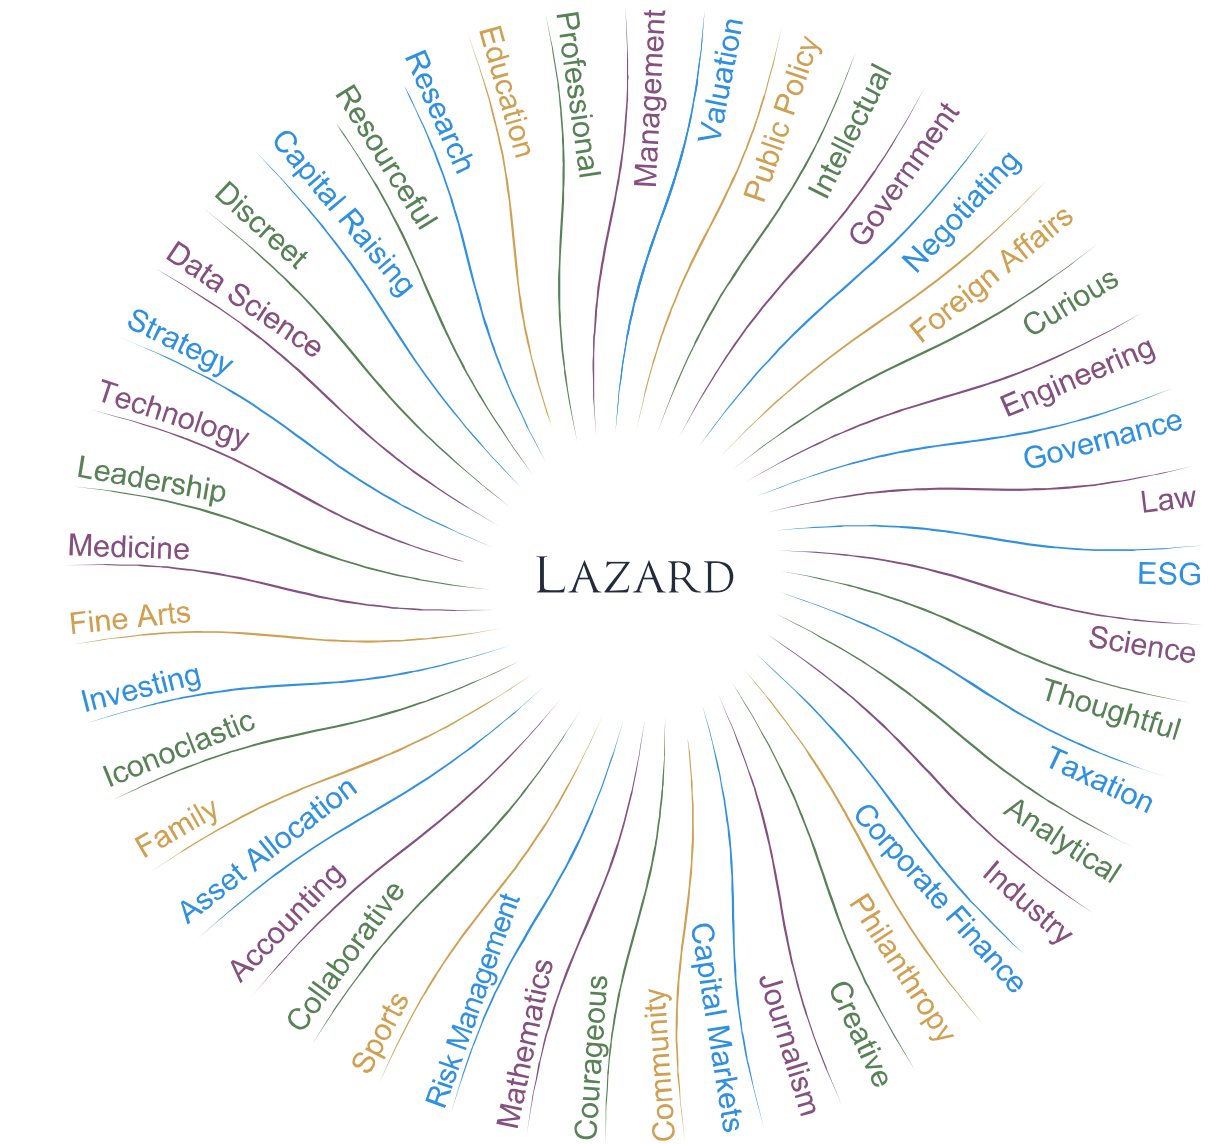 Management
Valuation
Public Policy
Intellectual
Government
Negotiating
Foreign Affairs
Curious
Engineering
Governance
Law
ESG
Science
Thoughtful
Taxation
Analytical
Industry
Corporate Finance
Philanthropy
Creative
Journalism
Capital Markets
Community
Courageous
Mathematics
Risk Management
Sports
Collaborative
Accounting
Asset Allocation
Family
Iconoclastic
Investing
Fine Arts
Medicine
Leadership
Technology
Strategy
Data Science
Discreet
Capital Raising
Resourceful
Research
Education
Professional
LAZARD